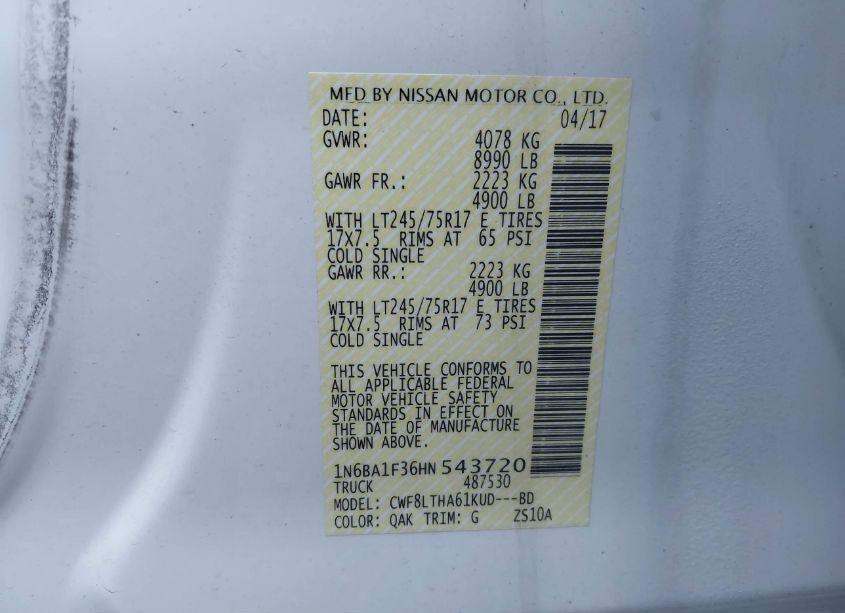 MFD BY NISSAN MOTOR CO., LTD.
DATE: 04/17
GVWR: 4078 KG
8990 LB
GAWR FR.: 2223 KG
4900 LB
WITH LT245/75R17 E TIRES
17X7.5 RIMS AT 65 PSI
COLD SINGLE
GAWR RR.: 2223 KG
4900 LB
WITH LT245/75R17 E TIRES
17X7.5 RIMS AT 73 PSI
COLD SINGLE
THIS VEHICLE CONFORMS TO
ALL APPLICABLE FEDERAL
MOTOR VEHICLE SAFETY
STANDARDS IN EFFECT ON
THE DATE OF MANUFACTURE
SHOWN ABOVE.
1N6BA1F36HN543720
TRUCK 487530
MODEL: CWF8LTHA61KUD---BD
COLOR: QAK TRIM: G ZS10A